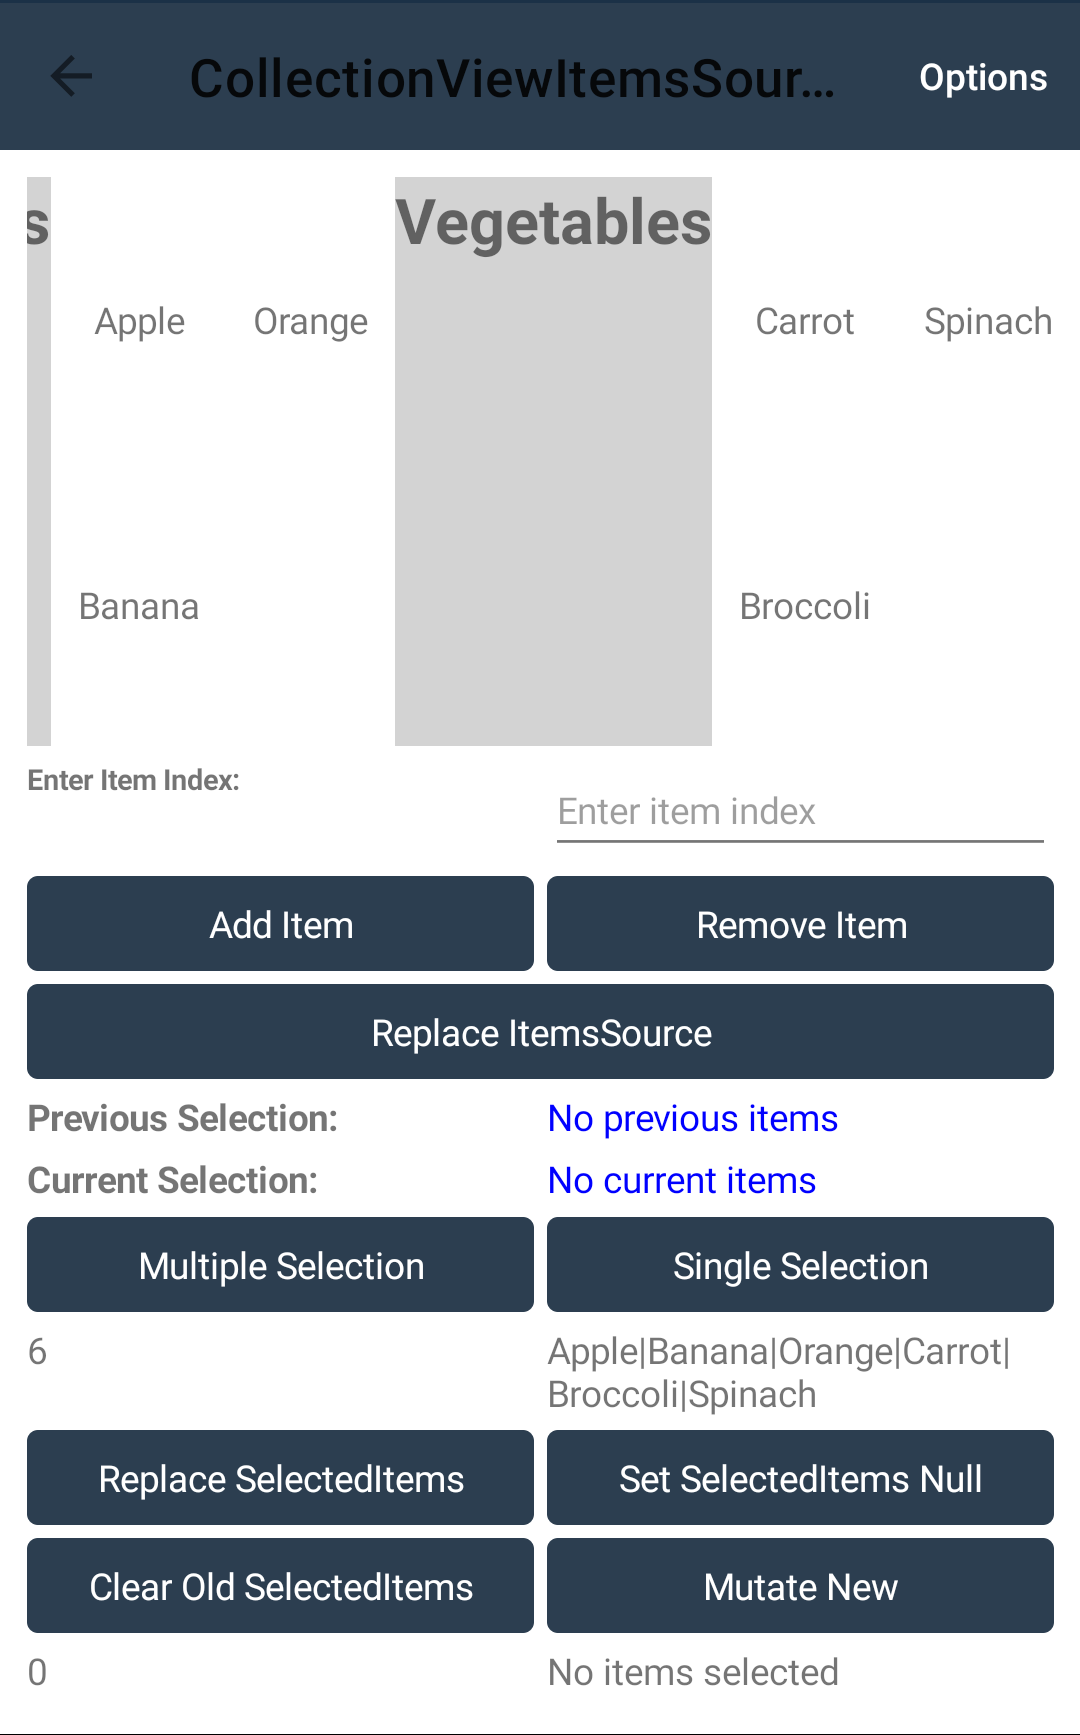 CollectionViewItemsSour...
Options
s
Vegetables
Apple
Orange
Carrot
Spinach
Banana
Broccoli
Enter Item Index:
Enter item index
Add Item
Remove Item
Replace ItemsSource
Previous Selection:
No previous items
Current Selection:
No current items
Multiple Selection
Single Selection
6
Apple|Banana|Orange|Carrot|
Broccoli|Spinach
Replace SelectedItems
Set SelectedItems Null
Clear Old SelectedItems
Mutate New
0
No items selected